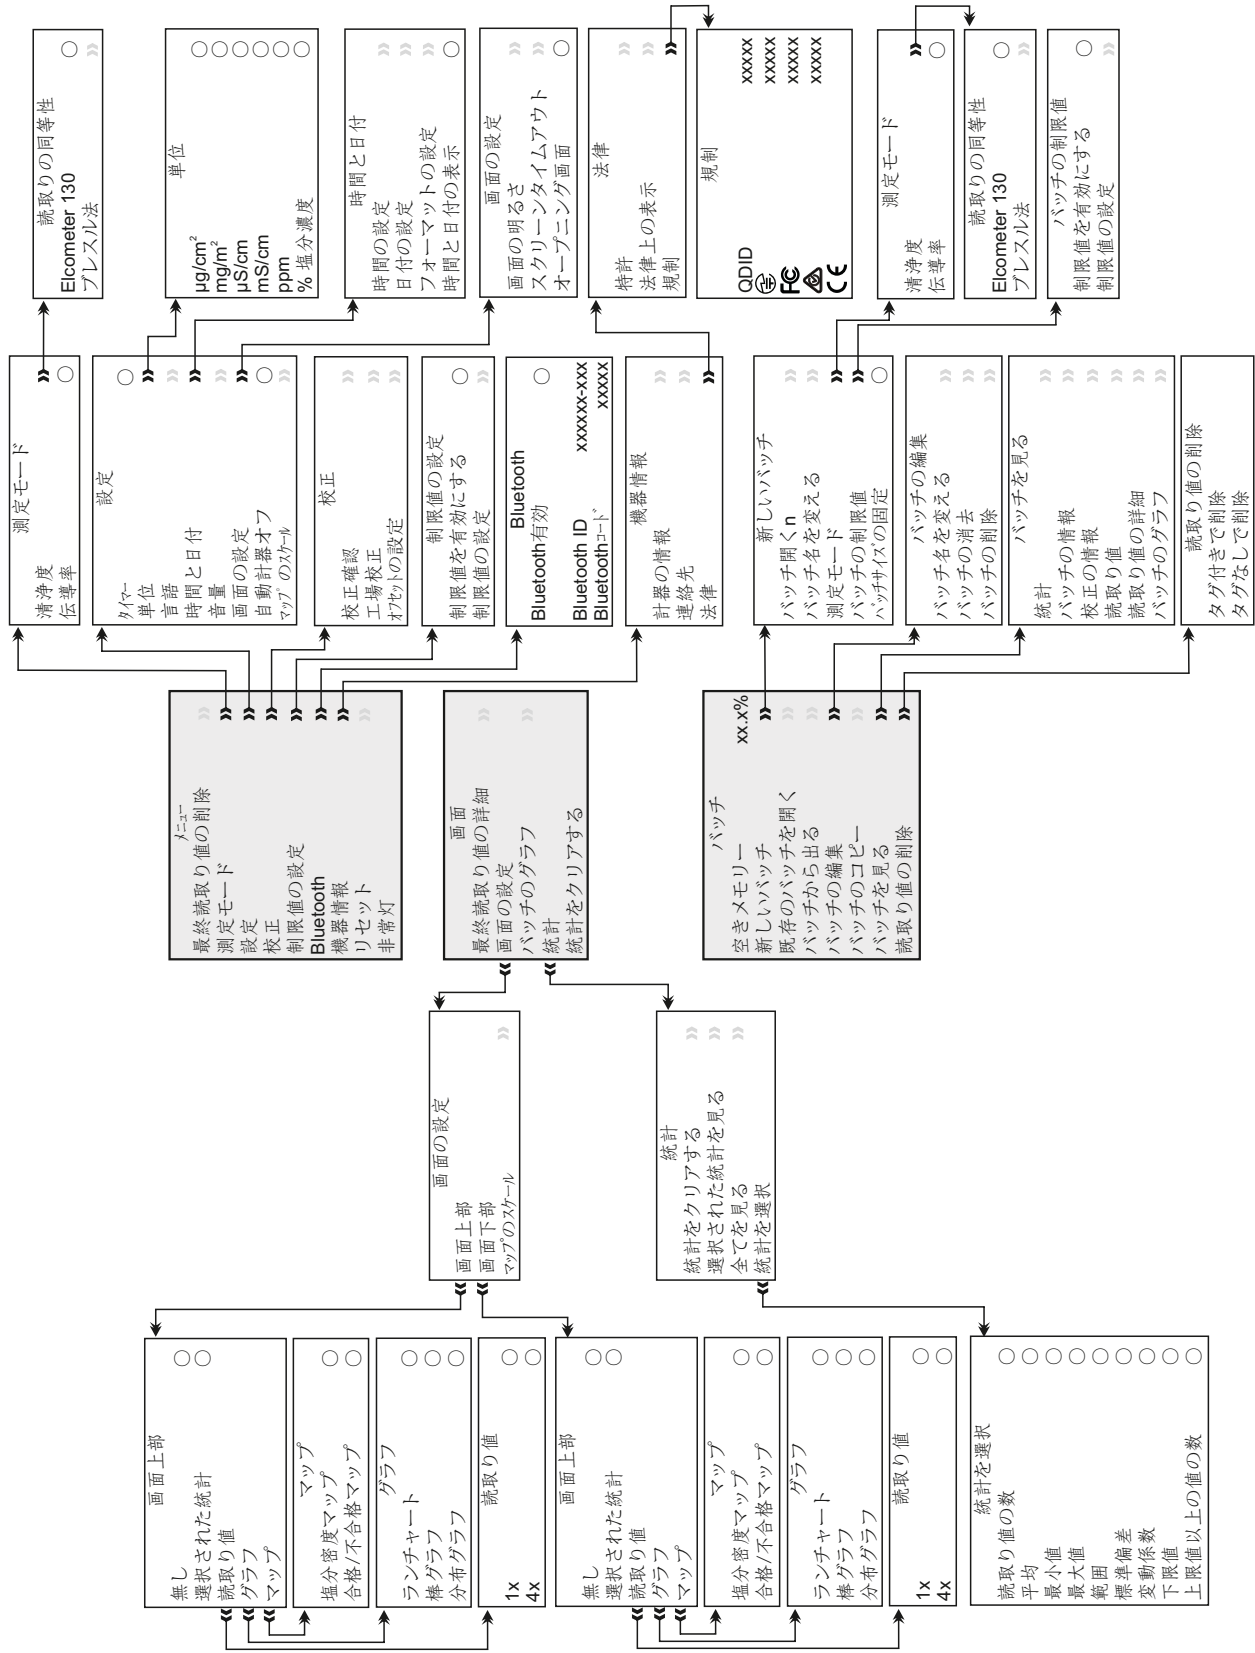 画面上部
無し
選択された統計
読取り値
グラフ
マップ
マップ
塩分密度マップ
合格/不合格マップ
グラフ
ランチャート
棒グラフ
分布グラフ
読取り値
1x
4x
画面上部
無し
選択された統計
読取り値
グラフ
マップ
マップ
塩分密度マップ
合格/不合格マップ
グラフ
ランチャート
棒グラフ
分布グラフ
読取り値
1x
4x
統計を選択
読取り値の数
平均
最小値
最大値
範囲
標準偏差
変動係数
下限値
上限値以上の値の数
画面の設定
画面上部
画面下部
マップのスケール
統計
統計をクリアする
選択された統計を見る
全てを見る
統計を選択
メニュー
最終読取り値の削除
測定モード
設定
校正
制限値の設定
Bluetooth
機器情報
リセット
非常灯
画面
最終読取り値の詳細
画面の設定
バッチのグラフ
統計
統計をクリアする
バッチ
空きメモリー xx.x%
新しいバッチ
既存のバッチを開く
バッチから出る
バッチの編集
バッチのコピー
バッチを見る
読取り値の削除
測定モード
清浄度
伝導率
設定
タイマー
単位
言語
時間と日付
音量
画面の設定
自動計器オフ
マップのスケール
校正
校正確認
工場校正
オフセットの設定
制限値の設定
制限値を有効にする
制限値の設定
Bluetooth
Bluetooth有効
Bluetooth ID xxxxxx-xxx
Bluetoothコード xxxxx
機器情報
計器の情報
連絡先
法律
新しいバッチ
バッチ開くn
バッチ名を変える
測定モード
バッチの制限値
バッチサイズの固定
バッチの編集
バッチ名を変える
バッチの消去
バッチの削除
バッチを見る
統計
バッチの情報
校正の情報
読取り値
読取り値の詳細
バッチのグラフ
読取り値の削除
タグ付きで削除
タグなしで削除
読取りの同等性
Elcometer 130
ブレスル法
単位
µg/cm²
mg/m²
µS/cm
mS/cm
ppm
% 塩分濃度
時間と日付
時間の設定
日付の設定
フォーマットの設定
時間と日付の表示
画面の設定
画面の明るさ
スクリーンタイムアウト
オープニング画面
法律
特許
法律上の表示
規制
規制
QDID xxxxx
xxxxx
FC xxxxx
xxxxx
CE
測定モード
清浄度
伝導率
読取りの同等性
Elcometer 130
ブレスル法
バッチの制限値
制限値を有効にする
制限値の設定